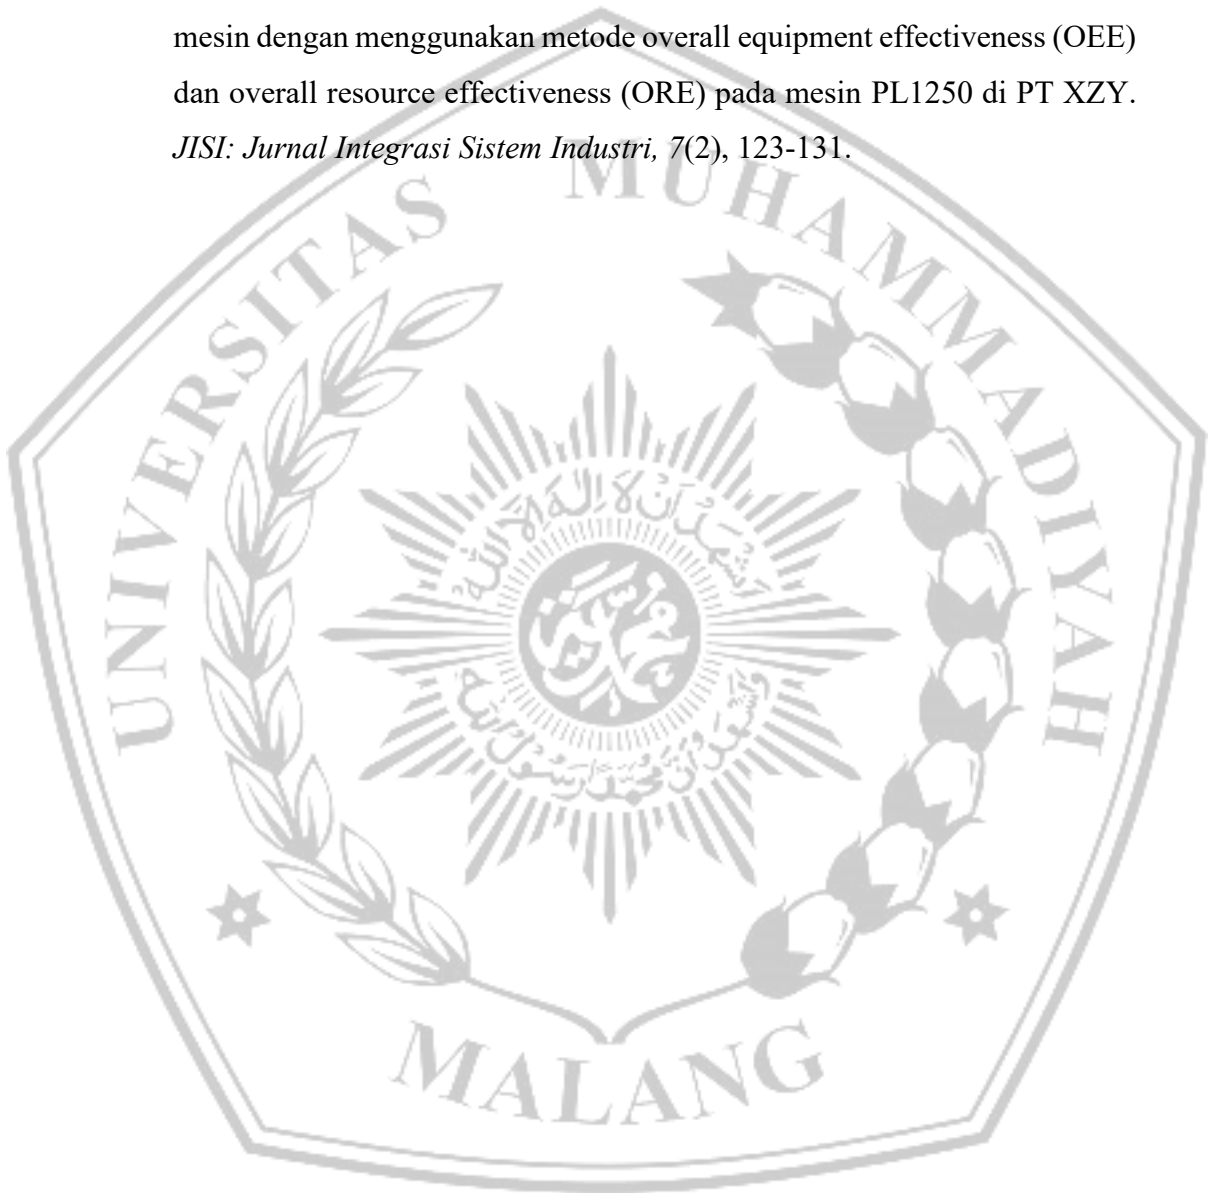 mesin dengan menggunakan metode overall equipment effectiveness (OEE)
dan overall resource effectiveness (ORE) pada mesin PL1250 di PT XZY.
JISI: Jurnal Integrasi Sistem Industri, 7(2), 123-131.
UNIVERSITAS MUHAMMADIYAH
MALANG